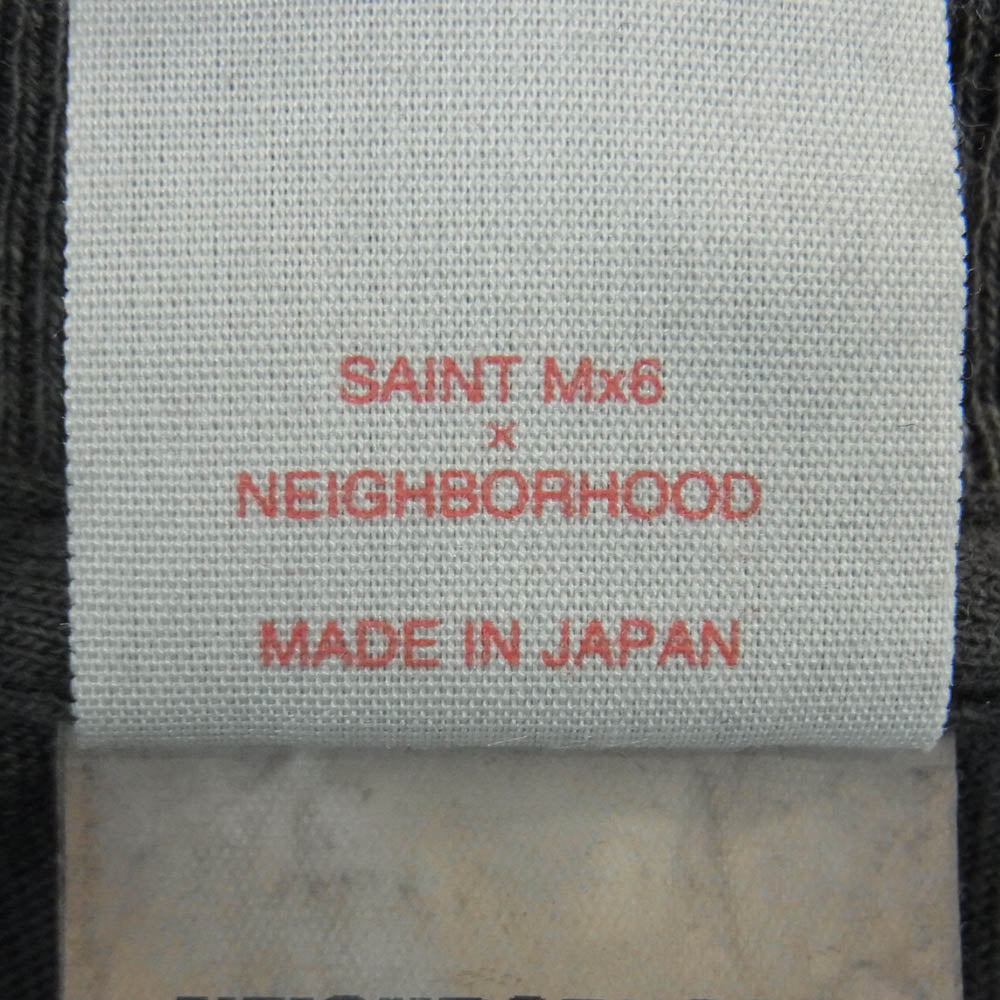 SAINT Mx6
x
NEIGHBORHOOD
MADE IN JAPAN